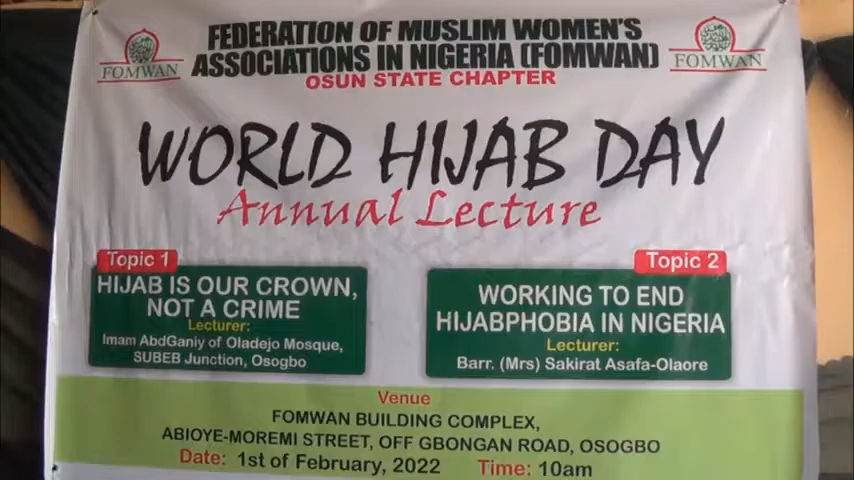 FEDERATION OF MUSLIM WOMEN'S
ASSOCIATIONS IN NIGERIA (FOMWAN)
OSUN STATE CHAPTER
FOMWAN
FOMWAN
WORLD HIJAB DAY
Annual Lecture
Topic 1
HIJAB IS OUR CROWN,
NOT A CRIME
Lecturer:
Imam AbdGaniy of Oladejo Mosque,
SUBEB Junction, Osogbo
Topic 2
WORKING TO END
HIJABPHOBIA IN NIGERIA
Lecturer:
Barr. (Mrs) Sakirat Asafa-Olaore
Venue
FOMWAN BUILDING COMPLEX,
ABIOYE-MOREMI STREET, OFF GBONGAN ROAD, OSOGBO
Date: 1st of February, 2022 Time: 10am